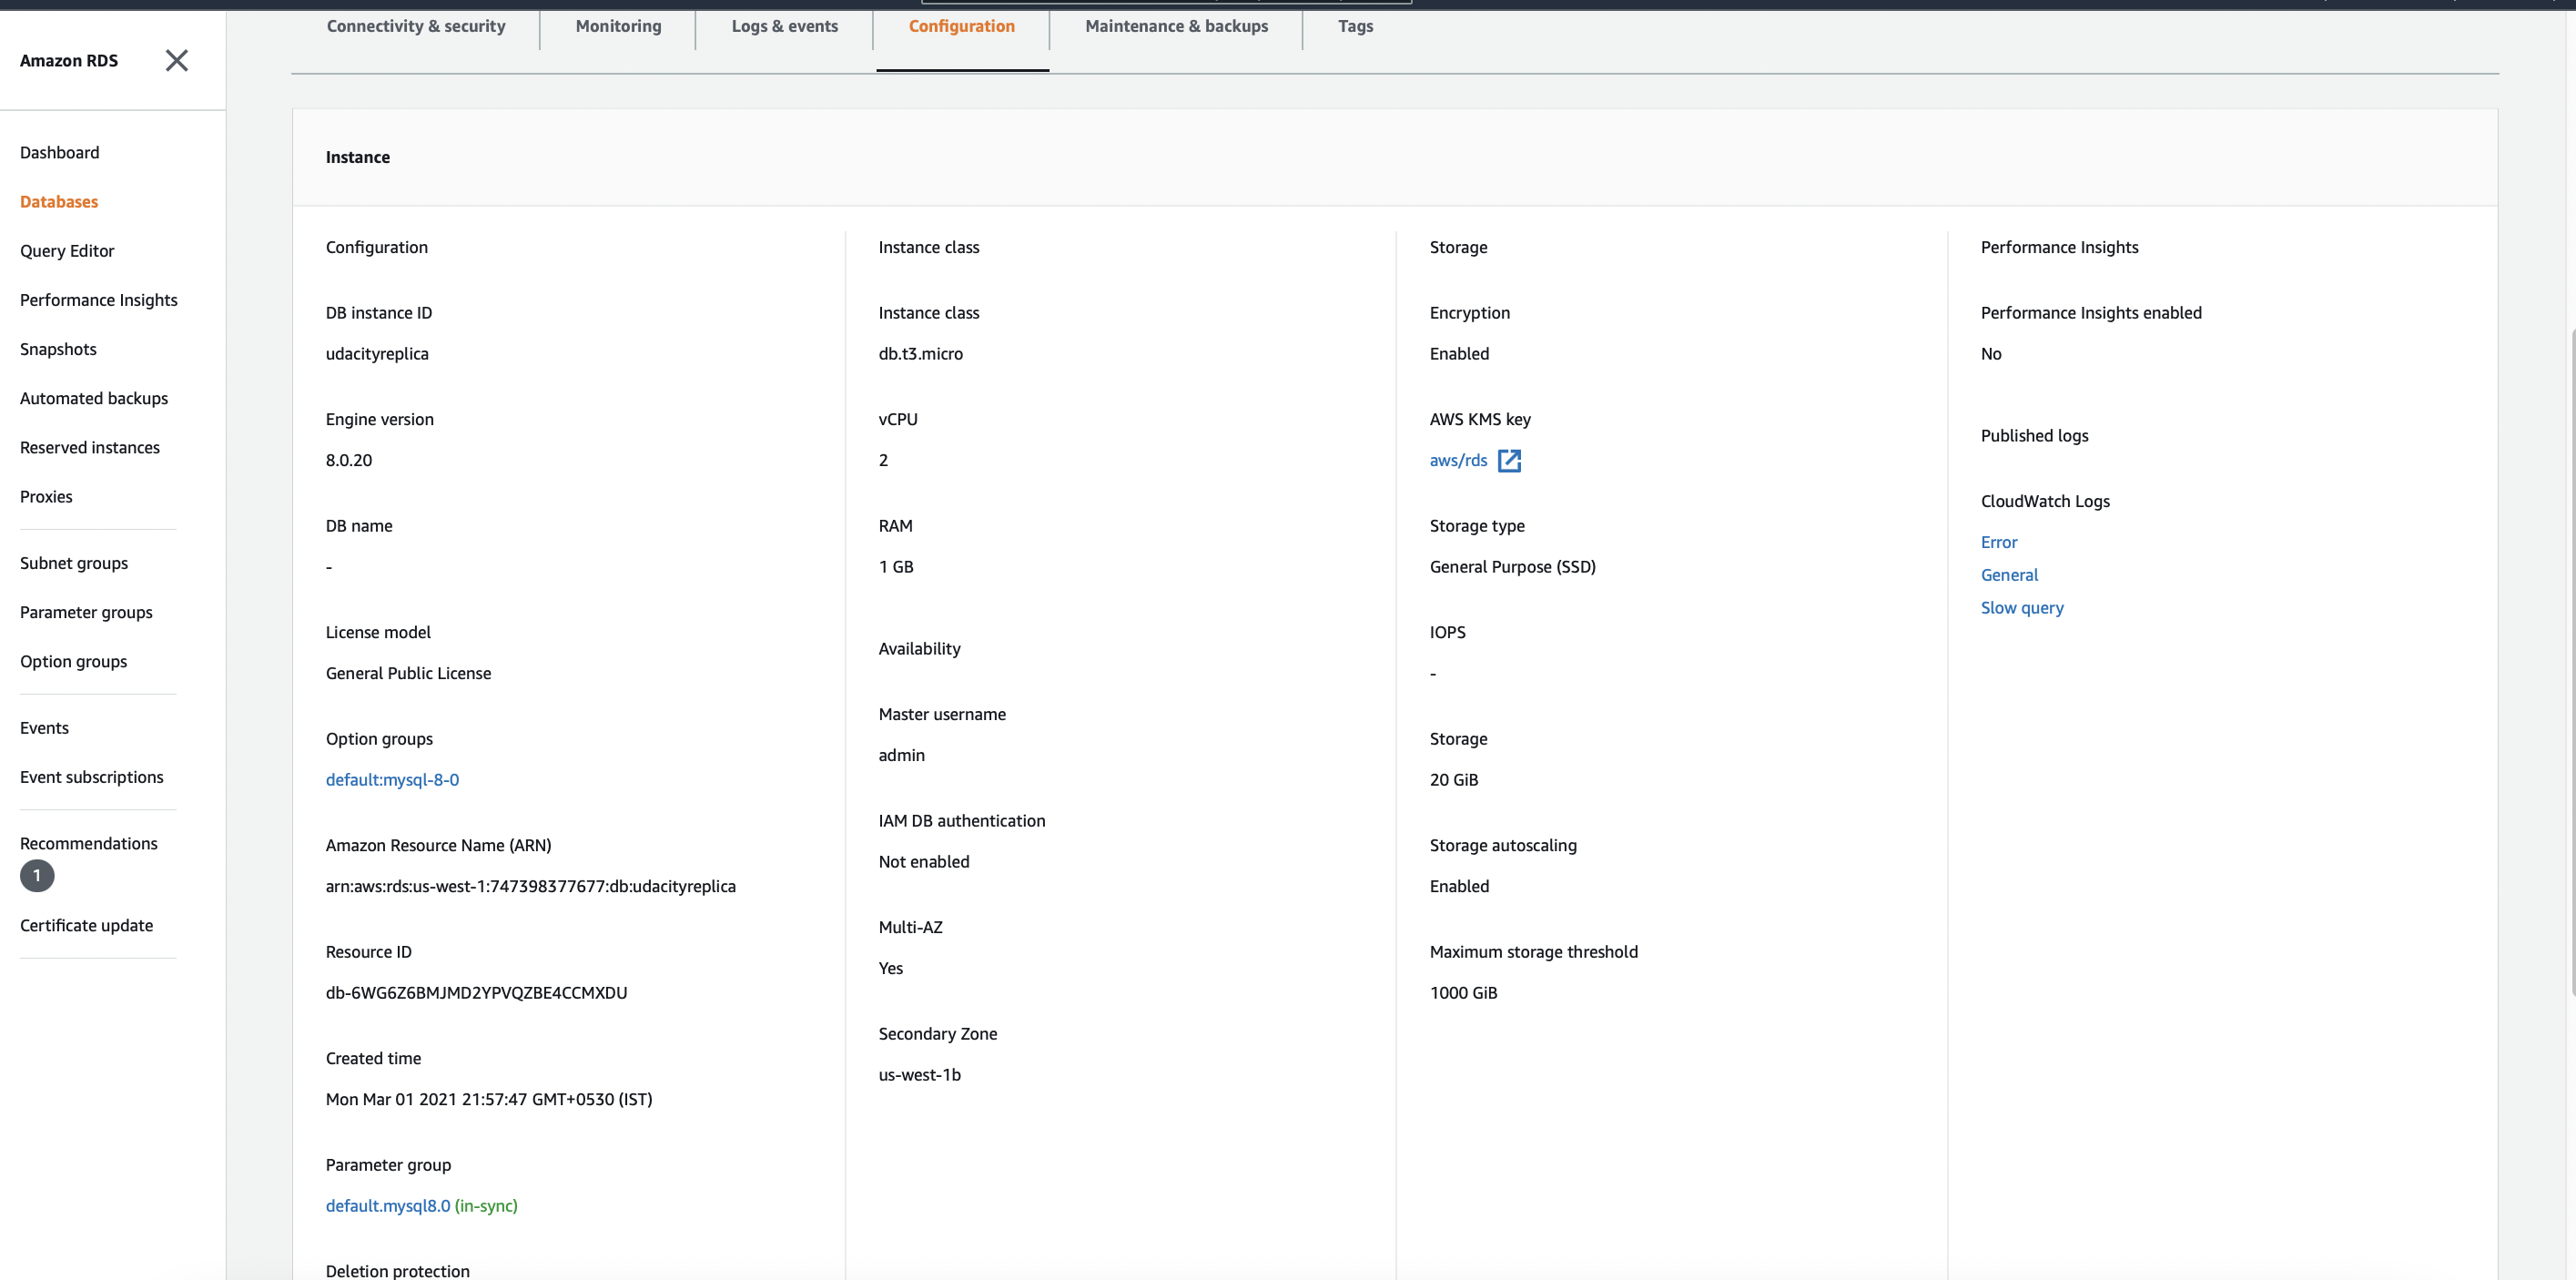 Connectivity & security
Monitoring
Logs & events
Configuration
Maintenance & backups
Tags
Amazon RDS
Dashboard
Databases
Query Editor
Performance Insights
Snapshots
Automated backups
Reserved instances
Proxies
Subnet groups
Parameter groups
Option groups
Events
Event subscriptions
Recommendations
1
Certificate update
Instance
Configuration
DB instance ID
udacityreplica
Engine version
8.0.20
DB name
-
License model
General Public License
Option groups
default:mysql-8-0
Amazon Resource Name (ARN)
arn:aws:rds:us-west-1:747398377677:db:udacityreplica
Resource ID
db-6WG6Z6BMJMD2YPVQZBE4CCMXDU
Created time
Mon Mar 01 2021 21:57:47 GMT+0530 (IST)
Parameter group
default.mysql8.0 (in-sync)
Deletion protection
Instance class
Instance class
db.t3.micro
vCPU
2
RAM
1 GB
Availability
Master username
admin
IAM DB authentication
Not enabled
Multi-AZ
Yes
Secondary Zone
us-west-1b
Storage
Encryption
Enabled
AWS KMS key
aws/rds
Storage type
General Purpose (SSD)
IOPS
-
Storage
20 GiB
Storage autoscaling
Enabled
Maximum storage threshold
1000 GiB
Performance Insights
Performance Insights enabled
No
Published logs
CloudWatch Logs
Error
General
Slow query